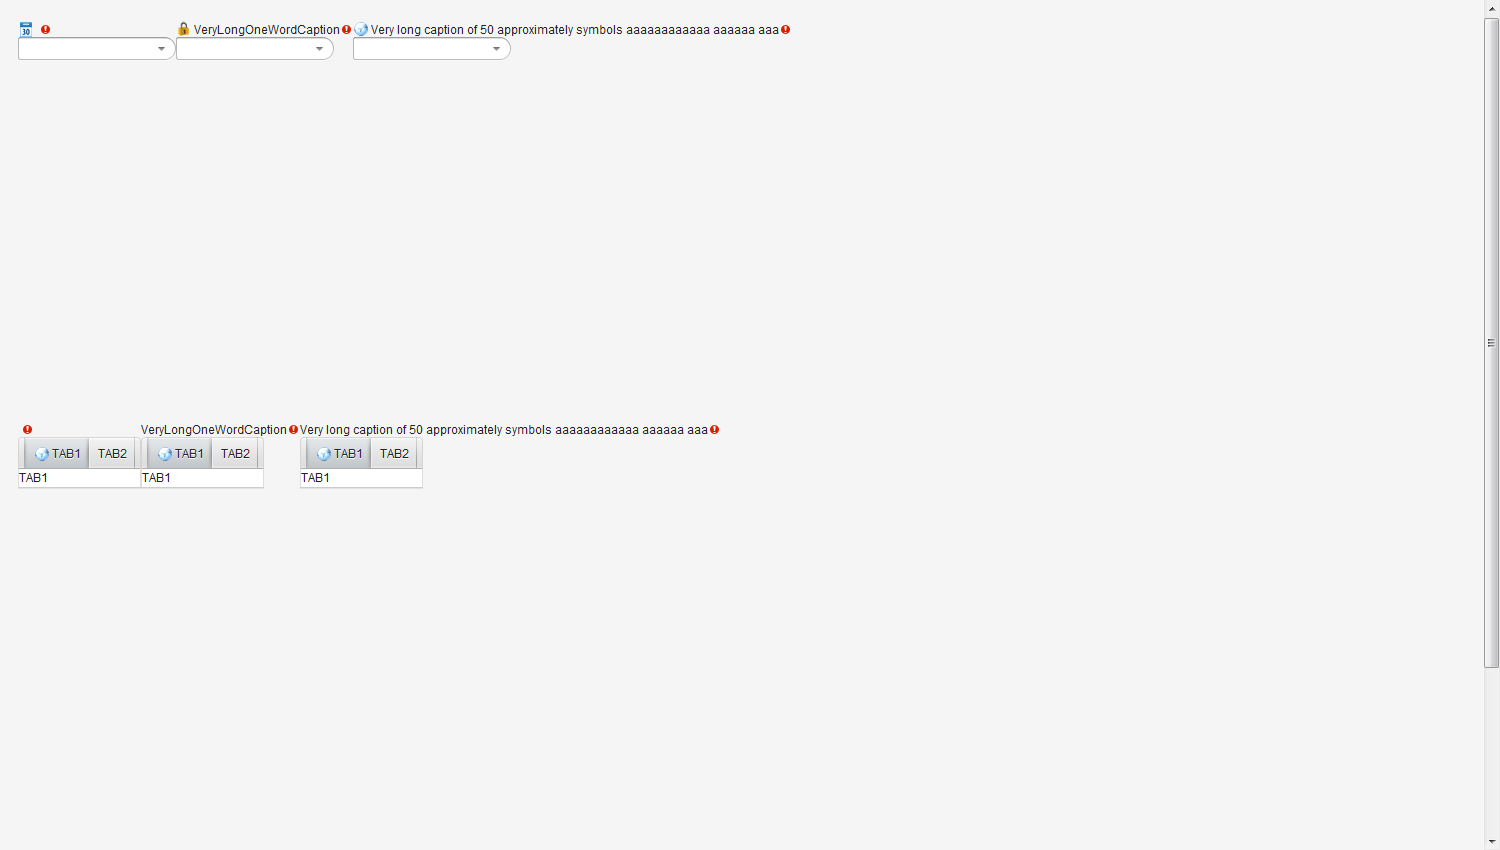 30 VeryLongOneWordCaption Very long caption of 50 approximately symbols aaaaaaaaaaaa aaaaaa aaa
VeryLongOneWordCaption Very long caption of 50 approximately symbols aaaaaaaaaaaa aaaaaa aaa
TAB1 TAB2 TAB1 TAB2 TAB1 TAB2
TAB1 TAB1 TAB1